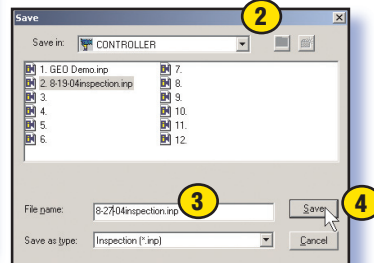 Save
2
Save in: CONTROLLER
1. GEO Demo.inp
2. 8-19-04inspection.inp
3.
4.
5.
6.
7.
8.
9.
10.
11.
12.
File name: 8-27-04inspection.inp
3
Save
4
Save as type: Inspection (*.inp)
Cancel